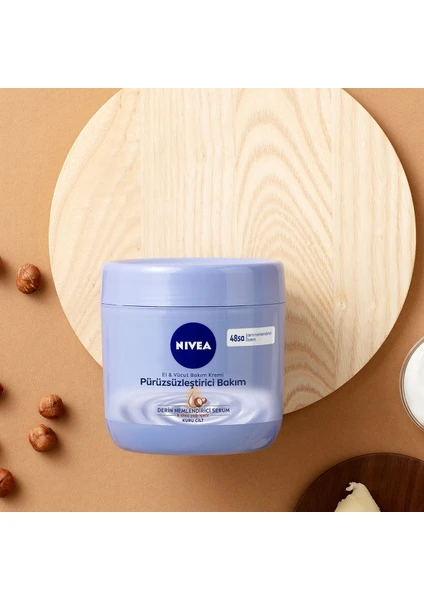 NIVEA
48sa
El & Vücut Bakım Kremi
Pürüzsüzleştirici Bakım
DERİN NEMLENDİRİCİ SERUM
KURU CİLT